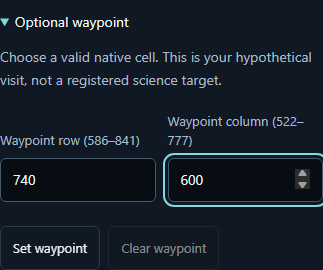 ▼ Optional waypoint
Choose a valid native cell. This is your hypothetical
visit, not a registered science target.
Waypoint row (586–841)
Waypoint column (522–
777)
740
600
Set waypoint
Clear waypoint